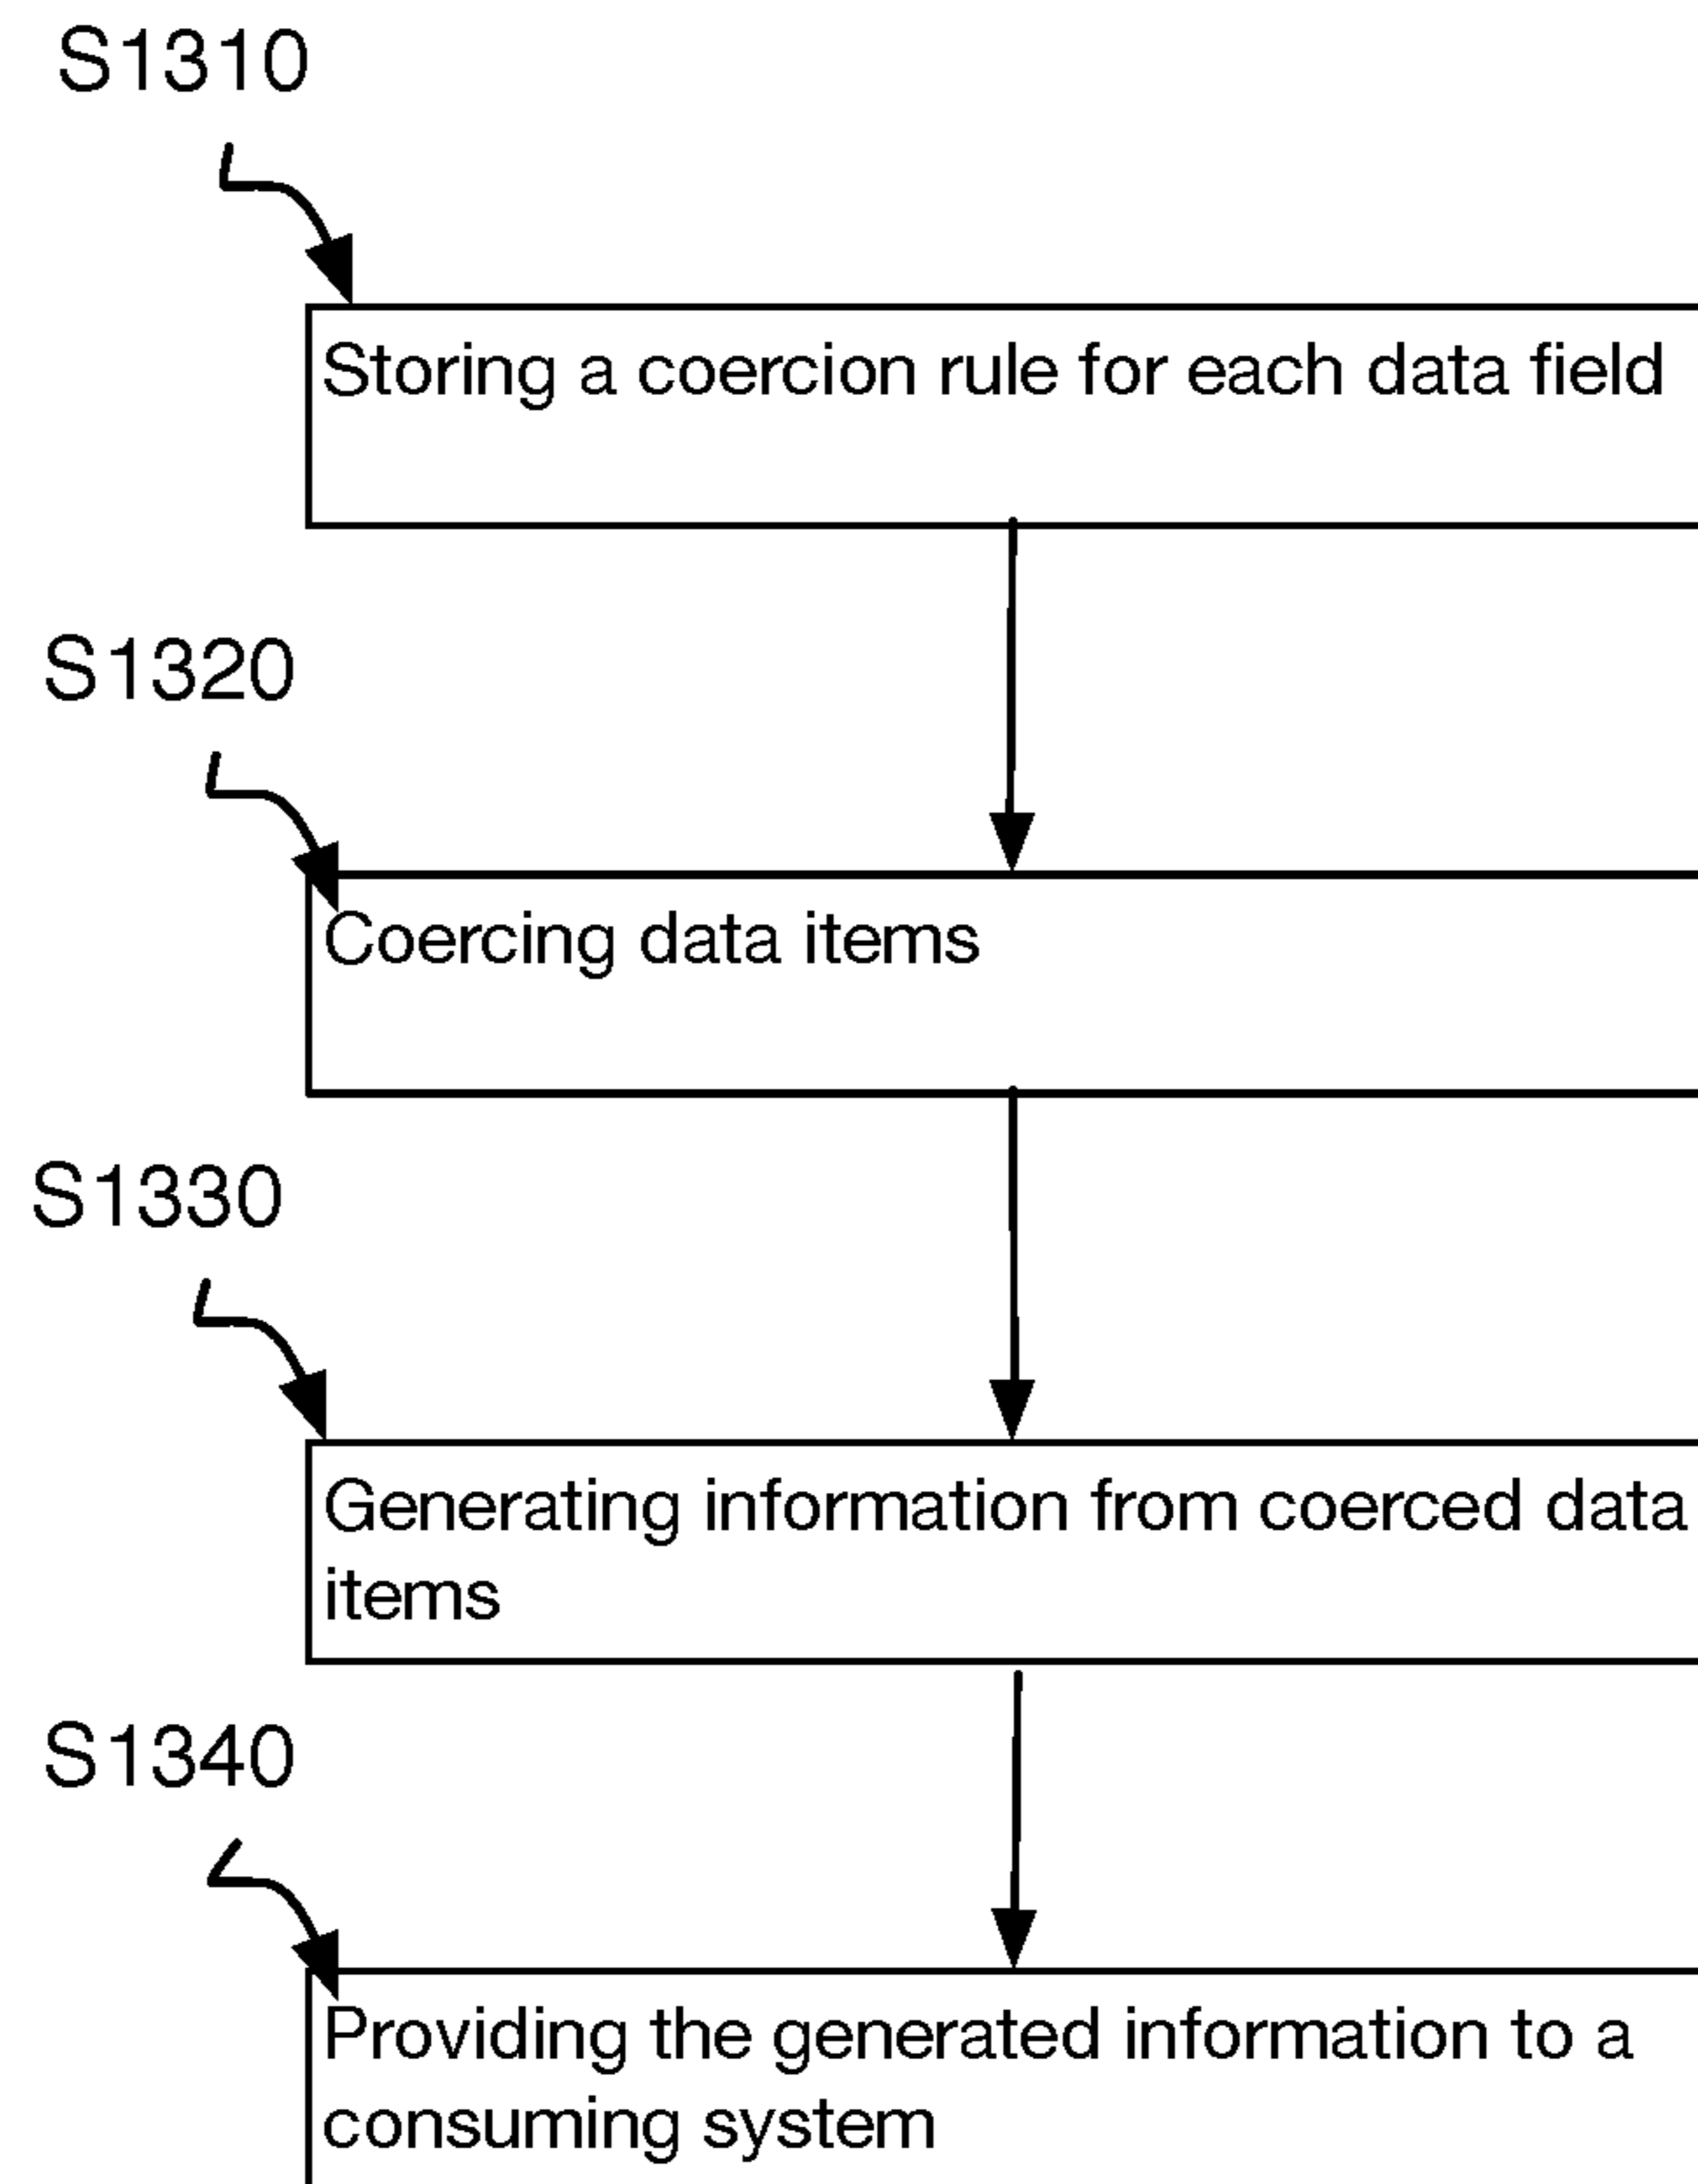 S1310
Storing a coercion rule for each data field
S1320
Coercing data items
S1330
Generating information from coerced data
items
S1340
Providing the generated information to a
consuming system